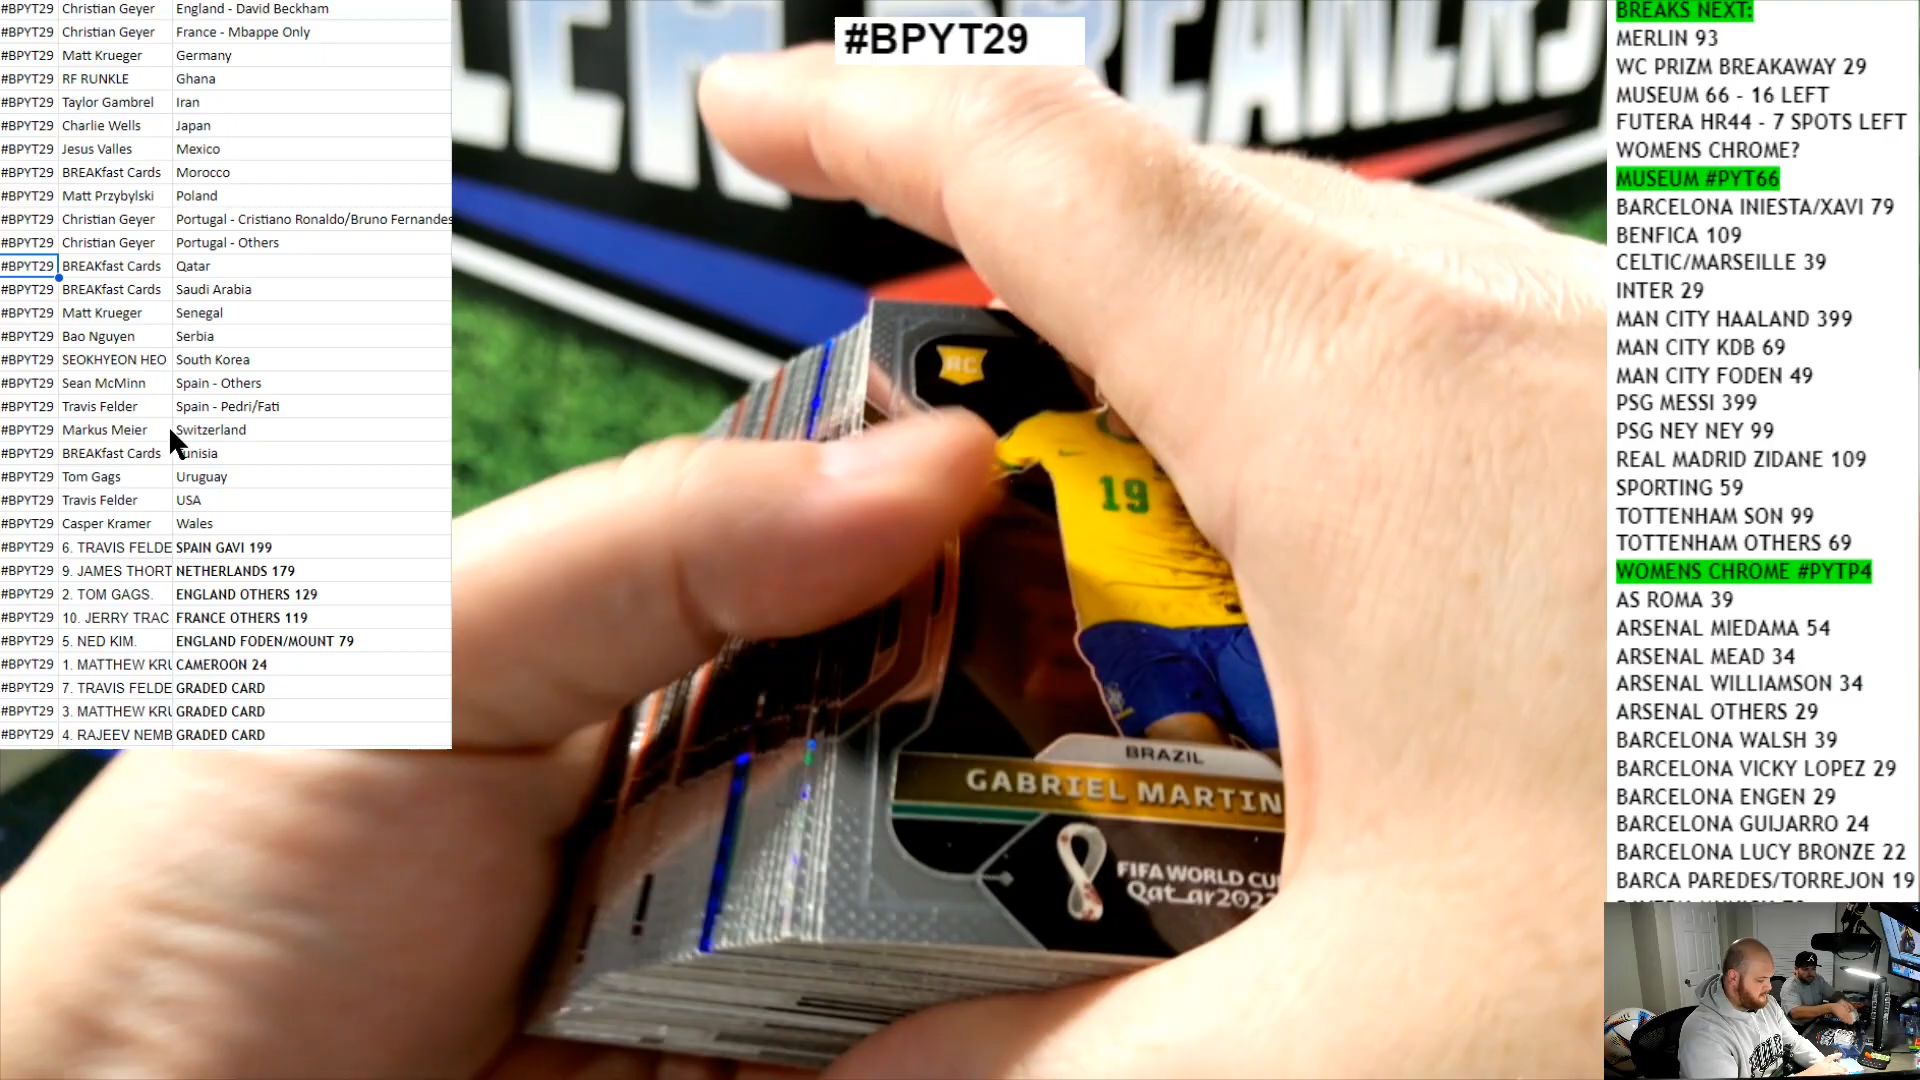 #BPYT29 Christian Geyer England - David Beckham
#BPYT29 Christian Geyer France - Mbappe Only
#BPYT29 Matt Krueger Germany
#BPYT29 RF RUNKLE Ghana
#BPYT29 Taylor Gambrel Iran
#BPYT29 Charlie Wells Japan
#BPYT29 Jesus Valles Mexico
#BPYT29 BREAKfast Cards Morocco
#BPYT29 Matt Przybylski Poland
#BPYT29 Christian Geyer Portugal - Cristiano Ronaldo/Bruno Fernandes
#BPYT29 Christian Geyer Portugal - Others
#BPYT29 BREAKfast Cards Qatar
#BPYT29 BREAKfast Cards Saudi Arabia
#BPYT29 Matt Krueger Senegal
#BPYT29 Bao Nguyen Serbia
#BPYT29 SEOKHYEON HEO South Korea
#BPYT29 Sean McMinn Spain - Others
#BPYT29 Travis Felder Spain - Pedri/Fati
#BPYT29 Markus Meier Switzerland
#BPYT29 BREAKfast Cards unisia
#BPYT29 Tom Gags Uruguay
#BPYT29 Travis Felder USA
#BPYT29 Casper Kramer Wales
#BPYT29 6. TRAVIS FELDE SPAIN GAVI 199
#BPYT29 9. JAMES THORT NETHERLANDS 179
#BPYT29 2. TOM GAGS. ENGLAND OTHERS 129
#BPYT29 10. JERRY TRAC FRANCE OTHERS 119
#BPYT29 5. NED KIM. ENGLAND FODEN/MOUNT 79
#BPYT29 1. MATTHEW KRU CAMEROON 24
#BPYT29 7. TRAVIS FELDE GRADED CARD
#BPYT29 3. MATTHEW KRU GRADED CARD
#BPYT29 4. RAJEEV NEMB GRADED CARD
#BPYT29
RC
19
BRAZIL
GABRIEL MARTIN
FIFA WORLD CU
Qatar202
BREAKS NEXT:
MERLIN 93
WC PRIZM BREAKAWAY 29
MUSEUM 66 - 16 LEFT
FUTERA HR44 - 7 SPOTS LEFT
WOMENS CHROME?
MUSEUM #PYT66
BARCELONA INIESTA/XAVI 79
BENFICA 109
CELTIC/MARSEILLE 39
INTER 29
MAN CITY HAALAND 399
MAN CITY KDB 69
MAN CITY FODEN 49
PSG MESSI 399
PSG NEY NEY 99
REAL MADRID ZIDANE 109
SPORTING 59
TOTTENHAM SON 99
TOTTENHAM OTHERS 69
WOMENS CHROME #PYTP4
AS ROMA 39
ARSENAL MIEDAMA 54
ARSENAL MEAD 34
ARSENAL WILLIAMSON 34
ARSENAL OTHERS 29
BARCELONA WALSH 39
BARCELONA VICKY LOPEZ 29
BARCELONA ENGEN 29
BARCELONA GUIJARRO 24
BARCELONA LUCY BRONZE 22
BARCA PAREDES/TORREJON 19